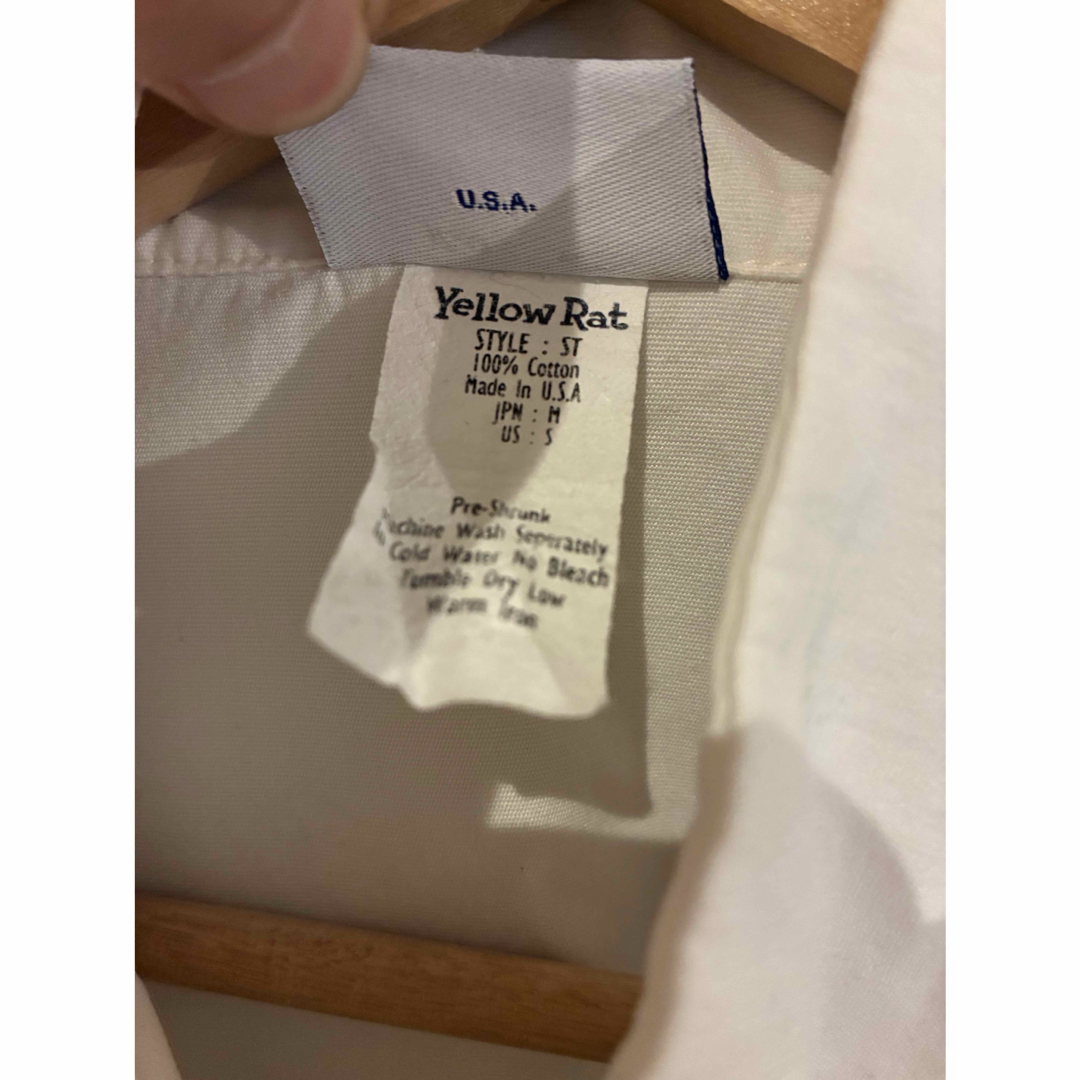 U.S.A.
Yellow Rat
STYLE : ST
100% Cotton
Made In U.S.A
JPN : M
US : S
Pre-Shrunk
Machine Wash Seperately
Cold Water No Bleach
Tumble Dry Low
Warm Iron